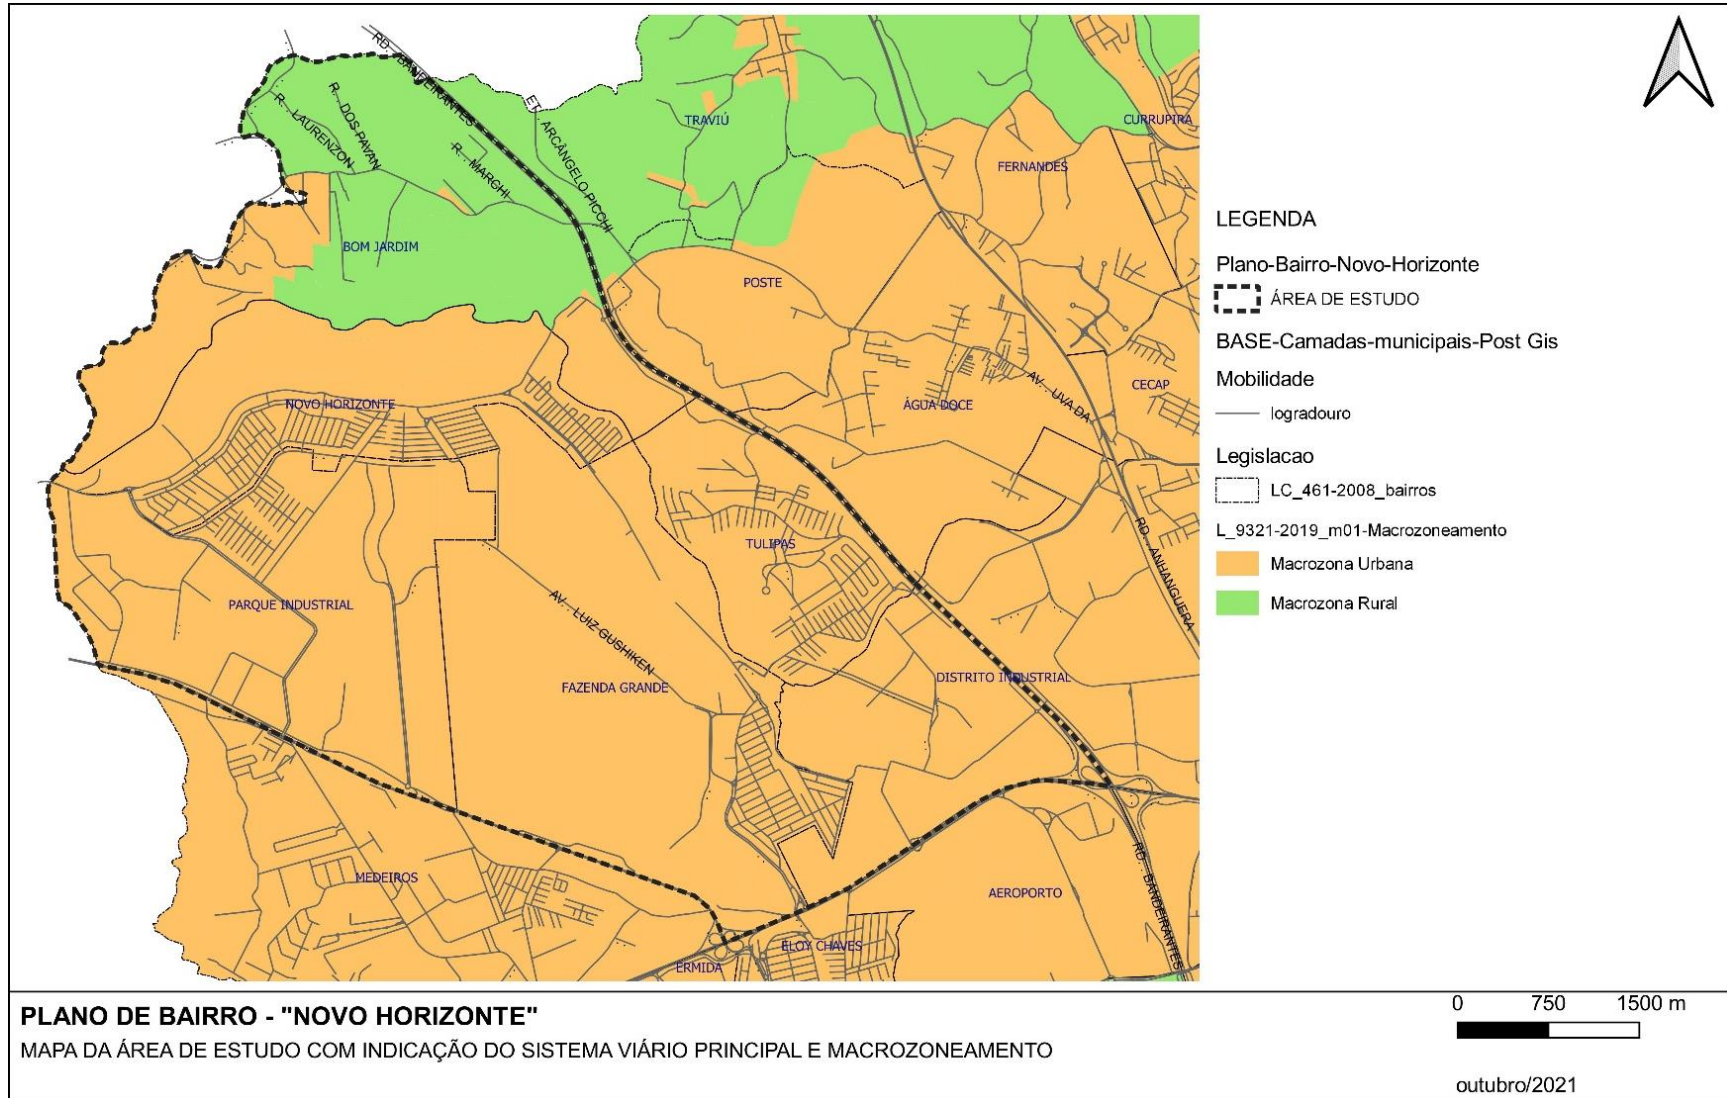 RD. BANDEIRANTES
R. DOS PAVAN
R. LAURENZON
ET. ARCÂNGELO PICCHI
R. MARCHI
TRAVIÚ
CURRUPIRA
FERNANDES
BOM JARDIM
POSTE
NOVO HORIZONTE
ÁGUA DOCE
AV. UVA DA
CECAP
TULIPAS
RD. ANHANGUERA
PARQUE INDUSTRIAL
AV. LUIZ GUSHIKEN
FAZENDA GRANDE
DISTRITO INDUSTRIAL
MEDEIROS
AEROPORTO
RD. BANDEIRANTES
ELOY CHAVES
ERMIDA
LEGENDA
Plano-Bairro-Novo-Horizonte
ÁREA DE ESTUDO
BASE-Camadas-municipais-Post Gis
Mobilidade
logradouro
Legislacao
LC_461-2008_bairros
L_9321-2019_m01-Macrozoneamento
Macrozona Urbana
Macrozona Rural
PLANO DE BAIRRO - "NOVO HORIZONTE"
MAPA DA ÁREA DE ESTUDO COM INDICAÇÃO DO SISTEMA VIÁRIO PRINCIPAL E MACROZONEAMENTO
0 750 1500 m
outubro/2021